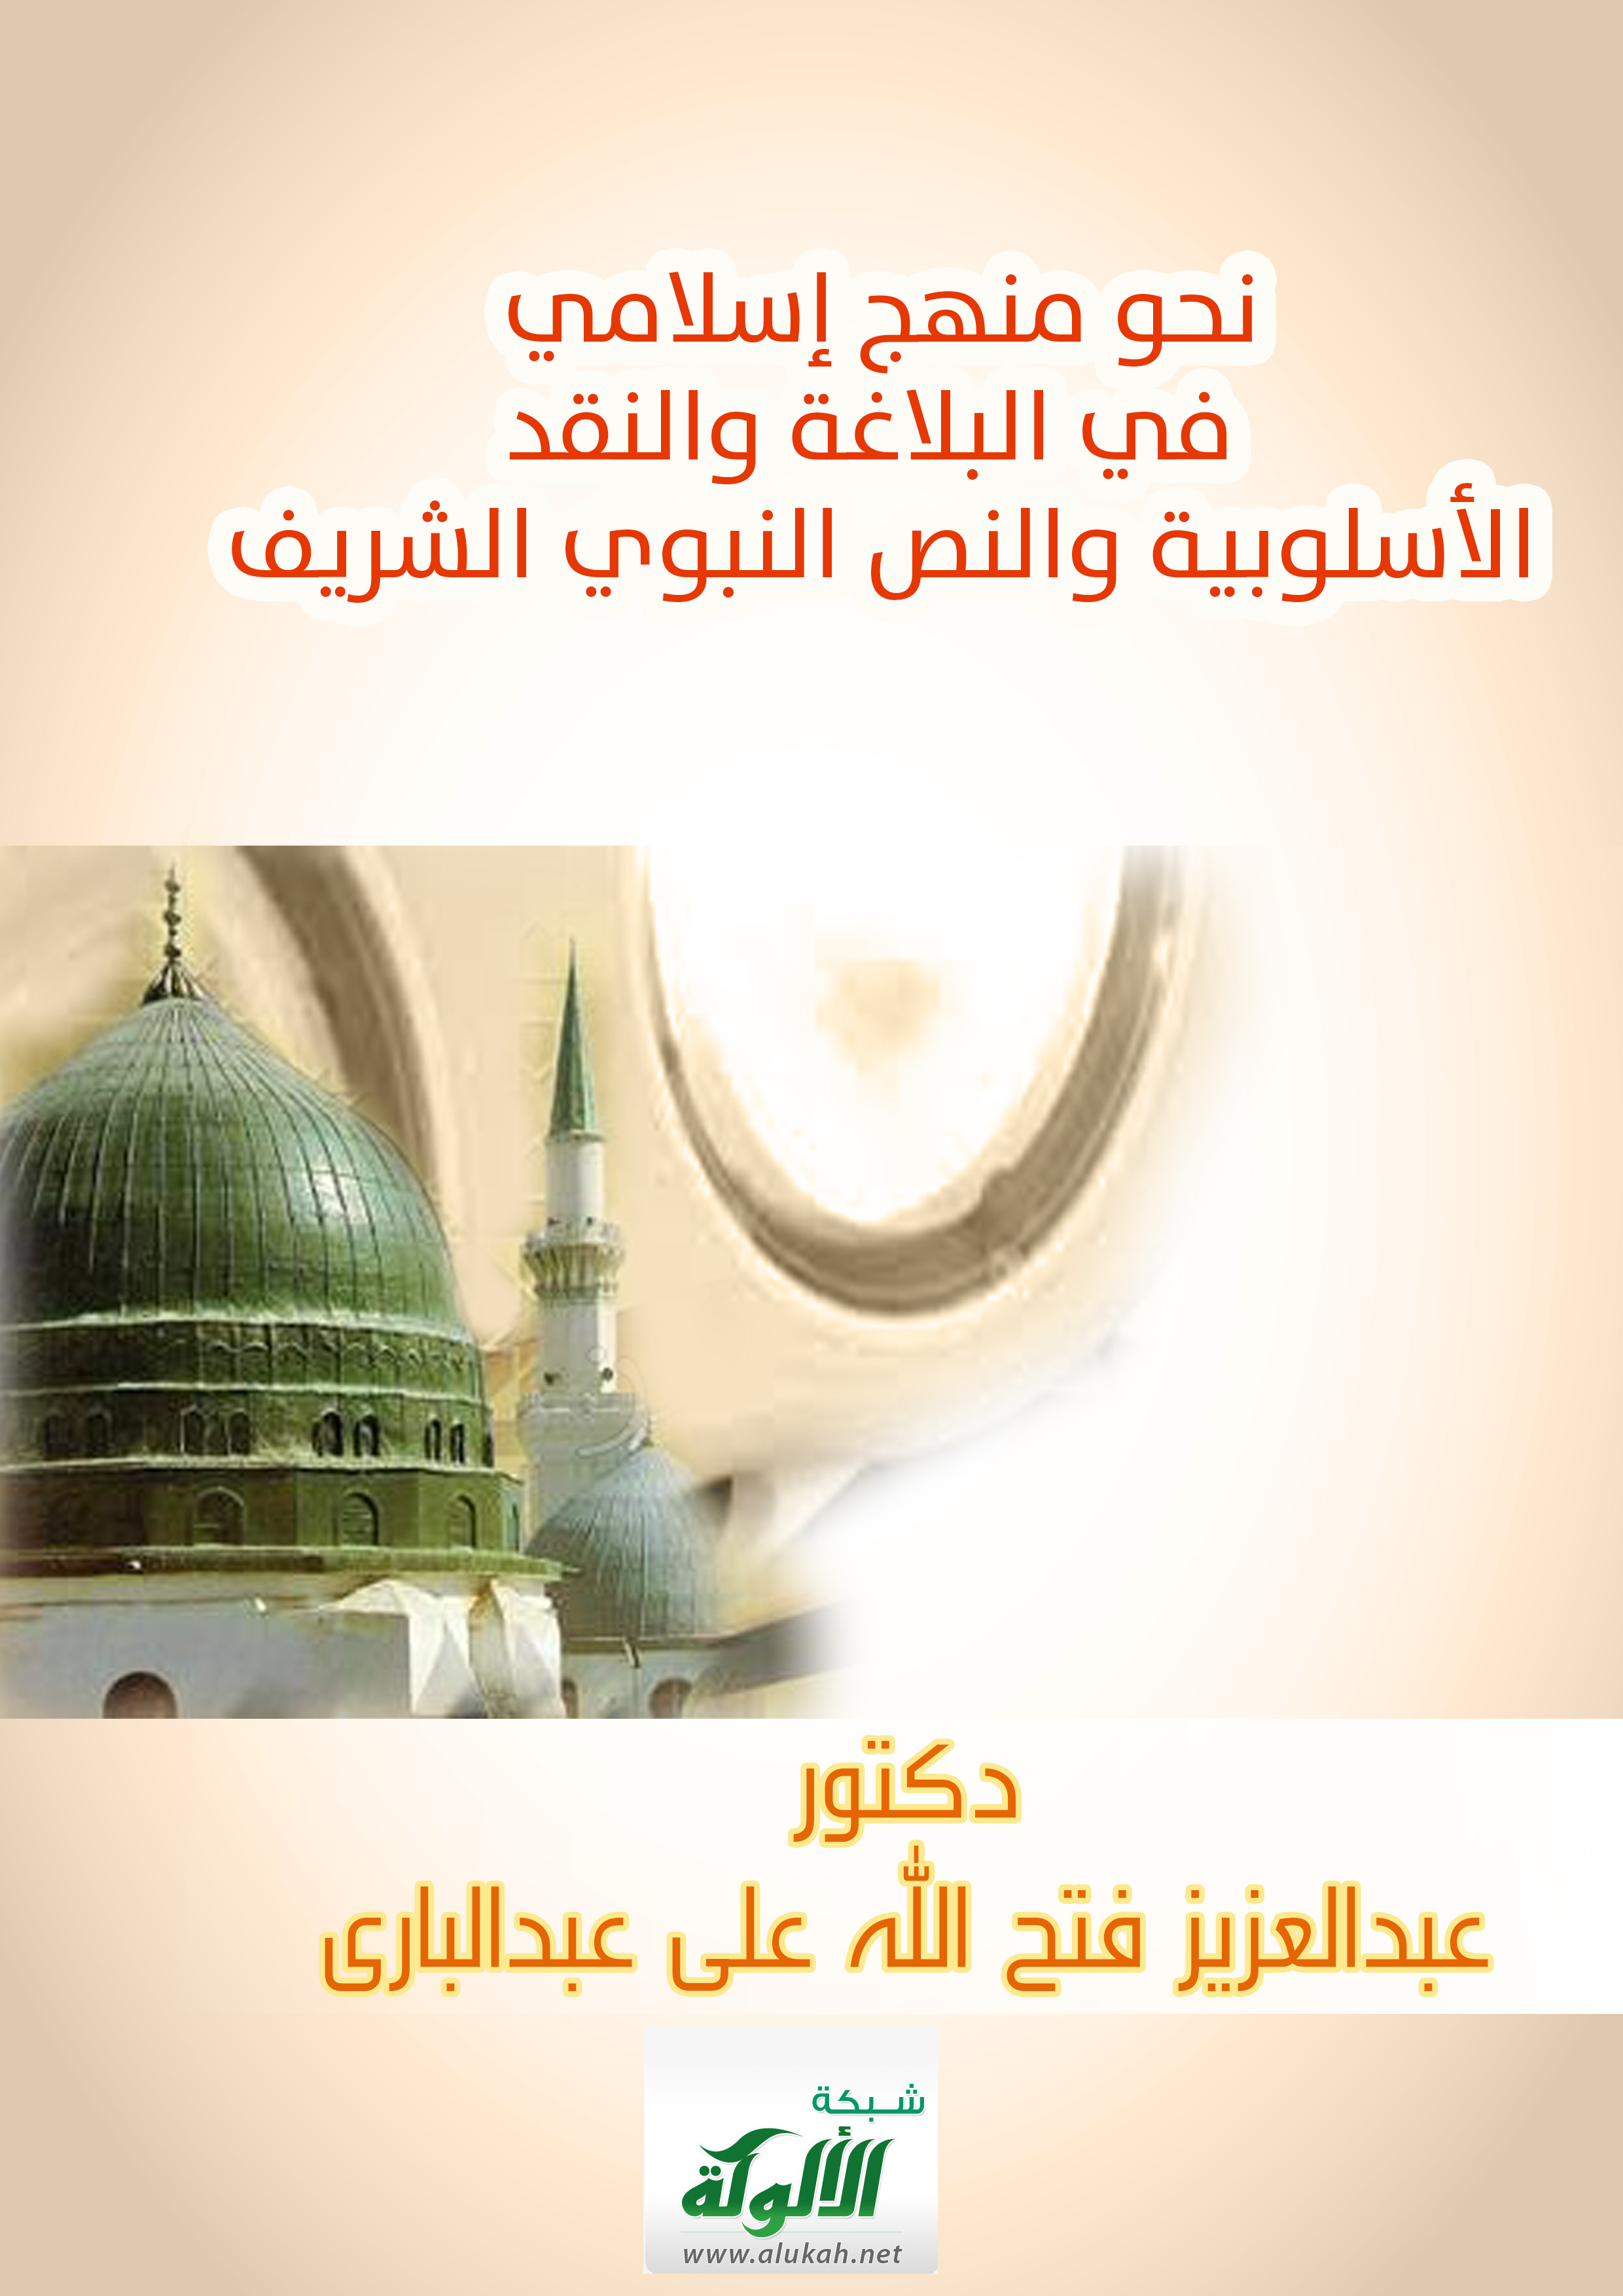 نحو منهج إسلامي
في البلاغة والنقد
الأسلوبية والنص النبوي الشريف
دكتور
عبدالعزيز فتح الله على عبدالبارى
شبكة
الألوكة
www.alukah.net